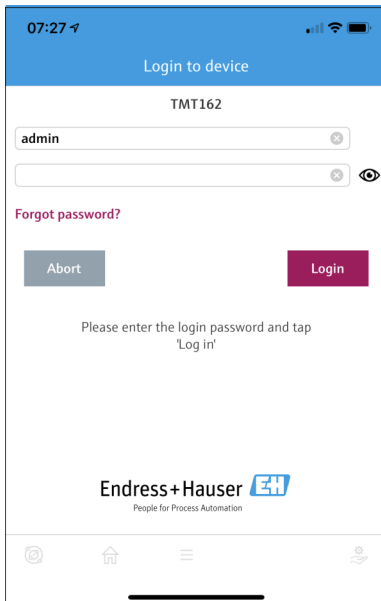 07:27
Login to device
TMT162
admin
Forgot password?
Abort
Login
Please enter the login password and tap
'Log in'
Endress+Hauser EH
People for Process Automation